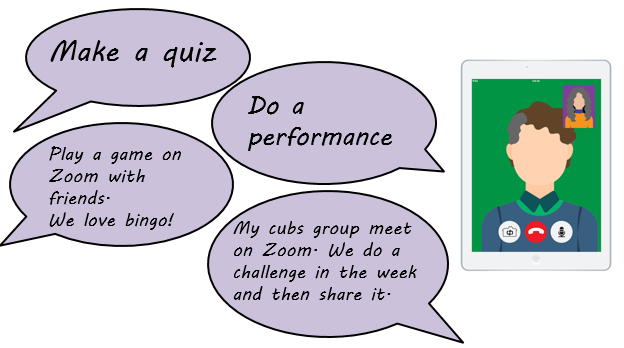 Make a quiz
Do a
performance
Play a game on
Zoom with
friends.
We love bingo!
My cubs group meet
on Zoom. We do a
challenge in the week
and then share it.